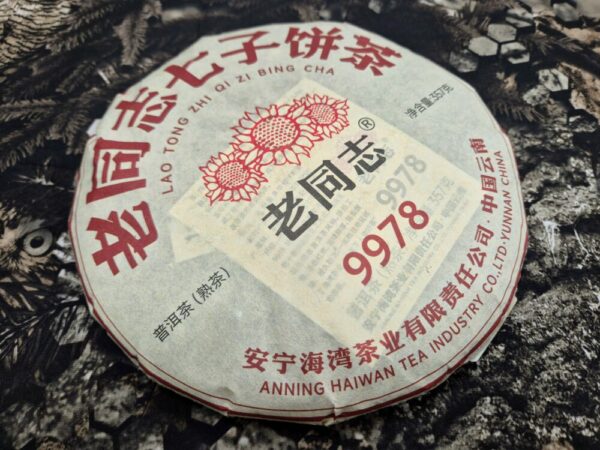 老同志七子饼茶
LAO TONG ZHI QI ZI BING CHA
净含量357克
老同志®
9978
9978
普洱茶(熟茶)
安宁海湾茶业有限责任公司·中国云南
ANNING HAIWAN TEA INDUSTRY CO.,LTD·YUNNAN CHINA